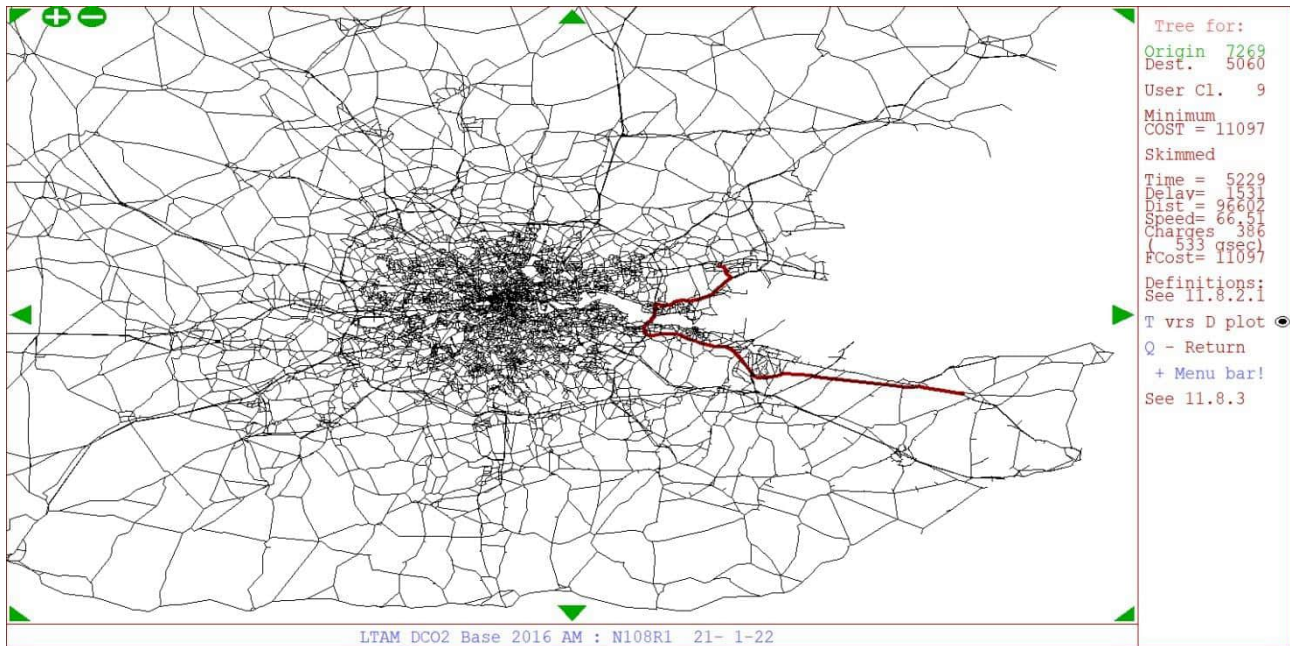 Tree for:
Origin 7269
Dest. 5060
User Cl. 9
Minimum
COST = 11097
Skimmed
Time = 5229
Delay= 1531
Dist = 96602
Speed= 66.51
Charges 386
( 533 gsec)
FCost= 11097
Definitions:
See 11.8.2.1
T vrs D plot
Q - Return
+ Menu bar!
See 11.8.3
LTAM DCO2 Base 2016 AM : N108R1 21- 1-22